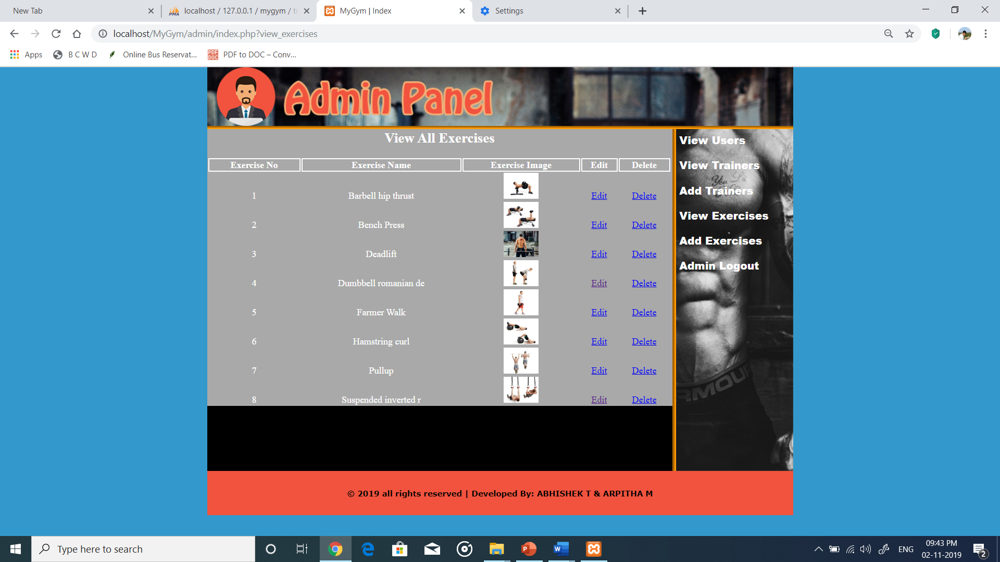 New Tab
localhost / 127.0.0.1 / mygym / tr
MyGym | Index
Settings
localhost/MyGym/admin/index.php?view_exercises
Apps
B C W D
Online Bus Reservat...
PDF to DOC – Conv...
Admin Panel
View All Exercises
Exercise No Exercise Name Exercise Image Edit Delete
1 Barbell hip thrust Edit Delete
2 Bench Press Edit Delete
3 Deadlift Edit Delete
4 Dumbbell romanian de Edit Delete
5 Farmer Walk Edit Delete
6 Hamstring curl Edit Delete
7 Pullup Edit Delete
8 Suspended inverted r Edit Delete
View Users
View Trainers
Add Trainers
View Exercises
Add Exercises
Admin Logout
© 2019 all rights reserved | Developed By: ABHISHEK T & ARPITHA M
Type here to search
ENG
09:43 PM
02-11-2019
2